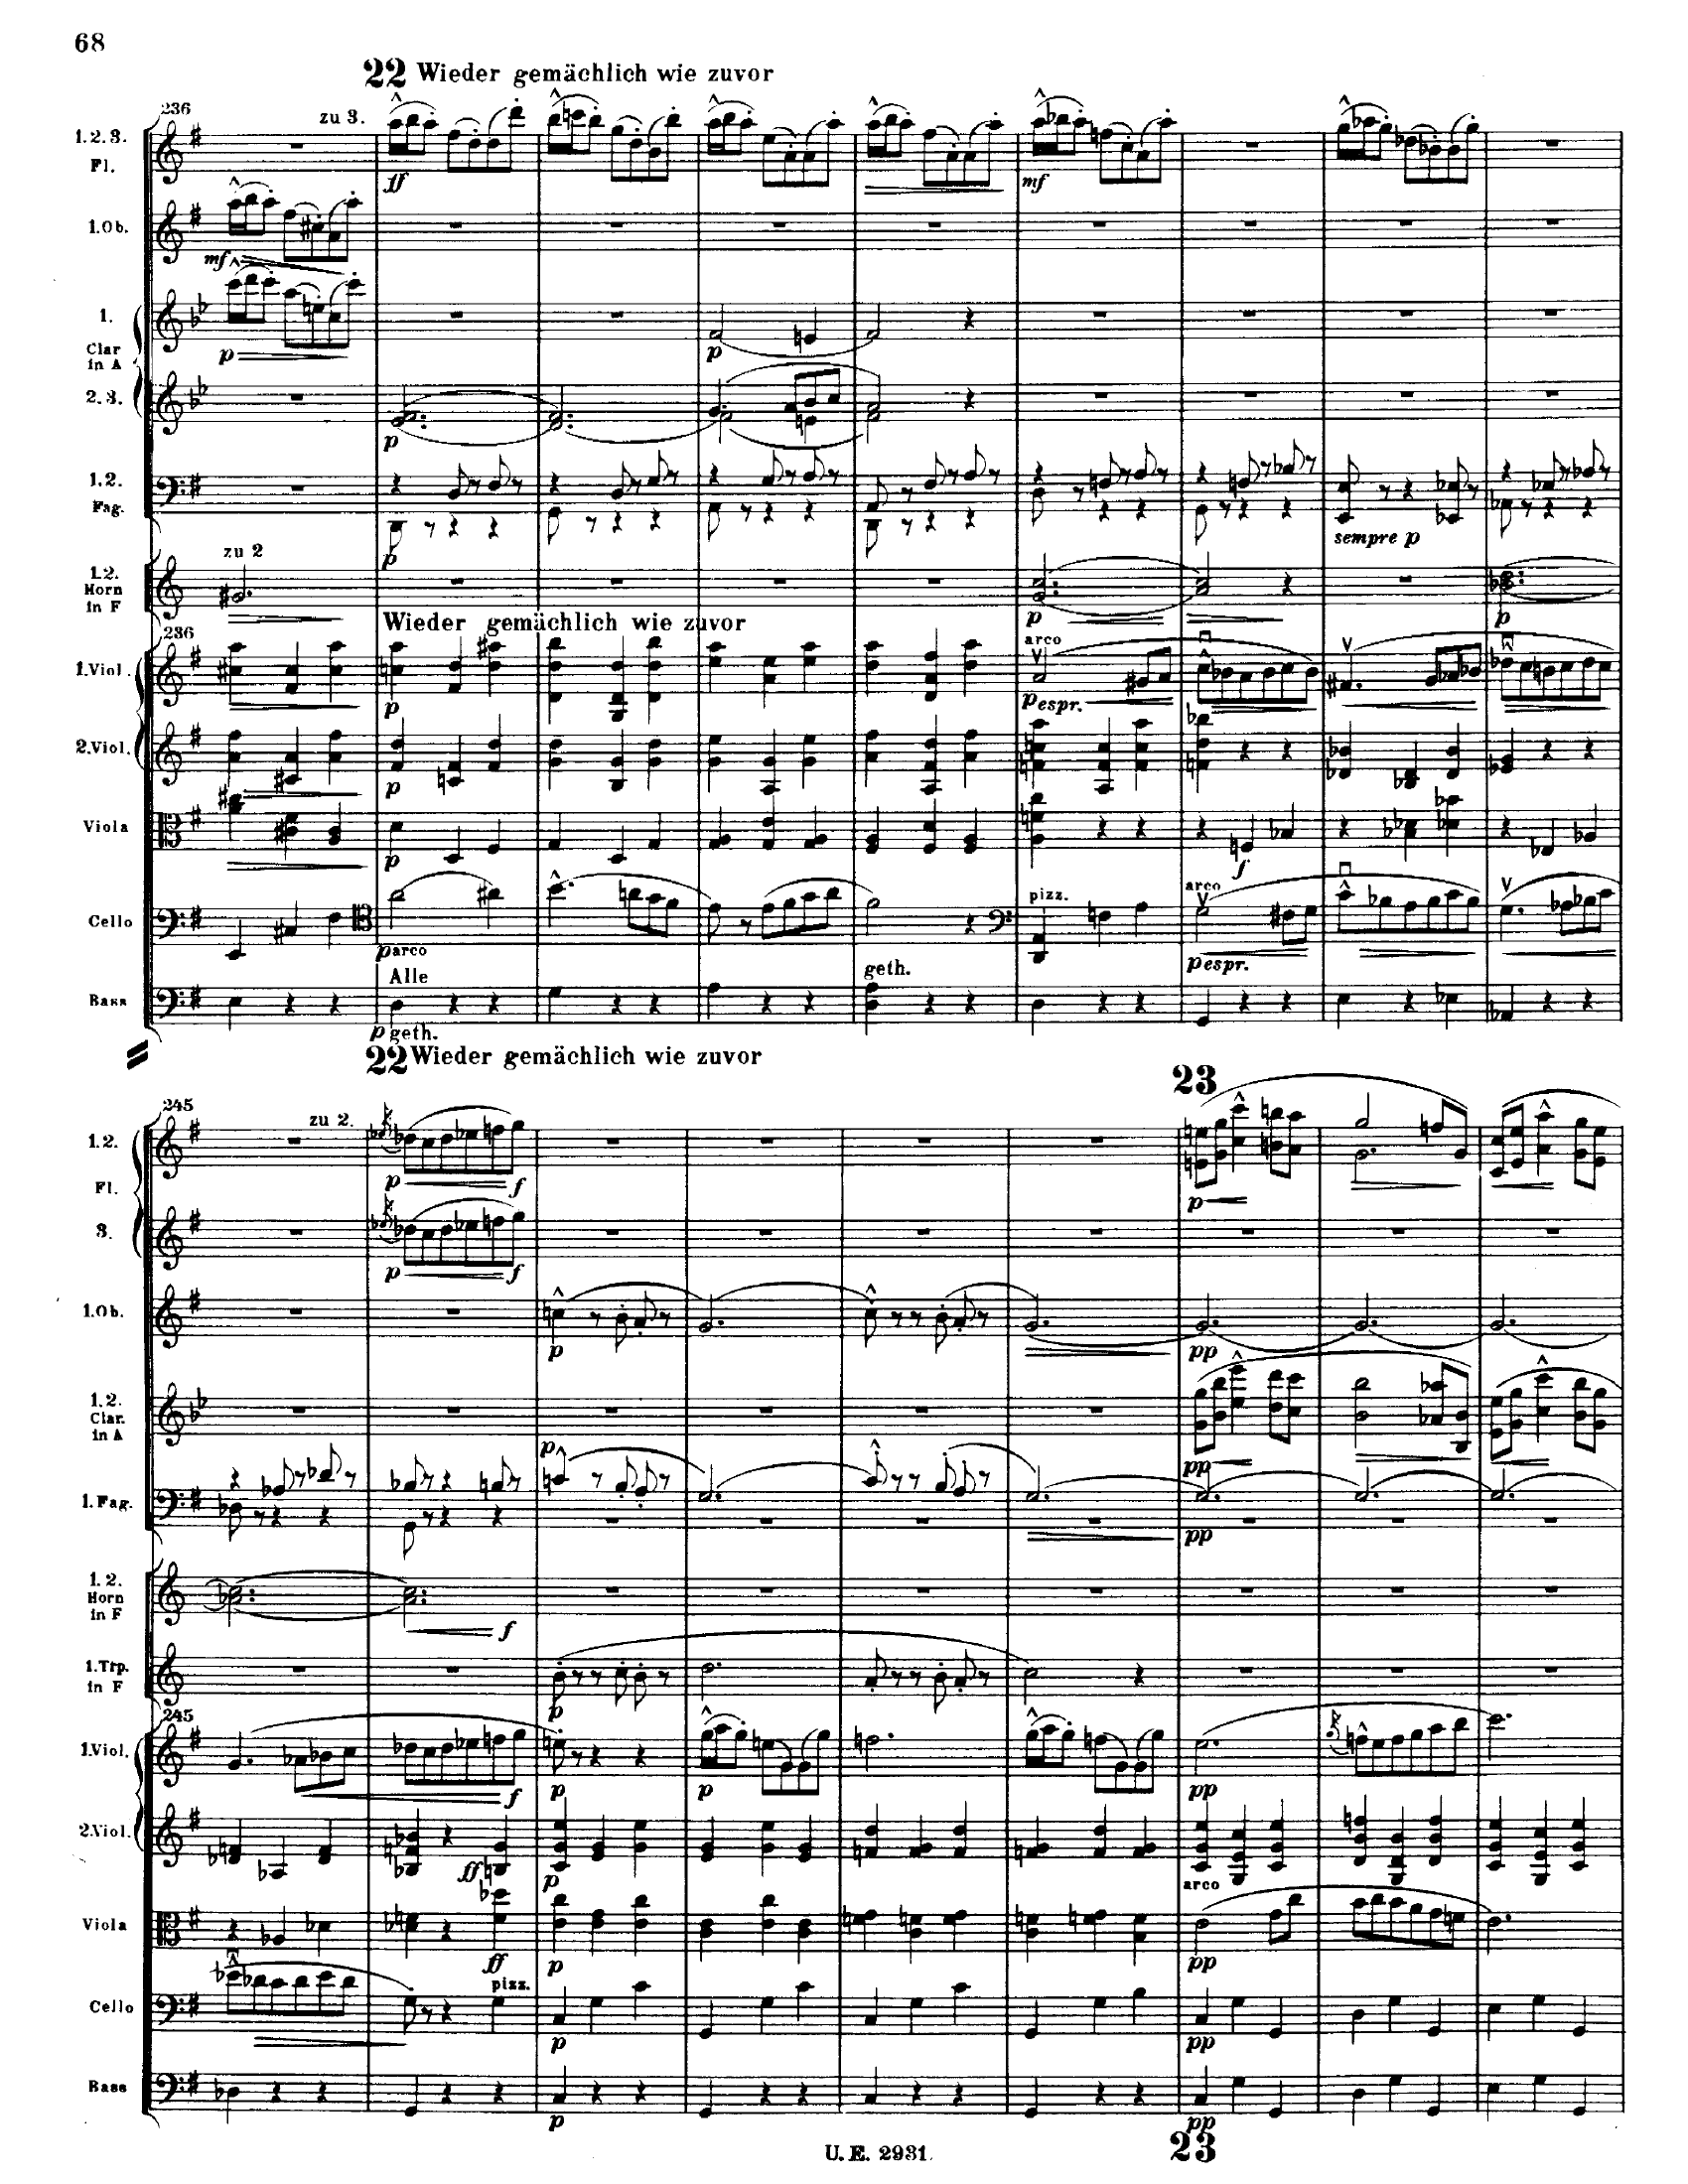 68
22 Wieder gemächlich wie zuvor
236
zu 3.
1.2.3.
Fl.
ff
mf
1.Ob.
mf
1.
Clar
in A
p
p
2.3.
p
1.2.
Fag.
p
sempre p
zu 2
1.2.
Horn
in F
p
p
Wieder gemächlich wie zuvor
236
1.Viol.
p
arco
p espr.
2.Viol.
p
Viola
p
f
Cello
p arco
pizz.
arco
p espr.
Alle
geth.
Bass
p geth.
22 Wieder gemächlich wie zuvor
23
245
zu 2.
1.2.
Fl.
p
f
p
3.
p
f
1.Ob.
p
pp
1.2.
Clar.
in A
pp
p
1.Fag.
pp
1.2.
Horn
in F
f
1.Trp.
in F
p
245
1.Viol.
f
p
p
pp
2.Viol.
ff
p
arco
Viola
ff
p
pp
pizz.
Cello
p
pp
Bass
p
pp
U.E. 2931.
23